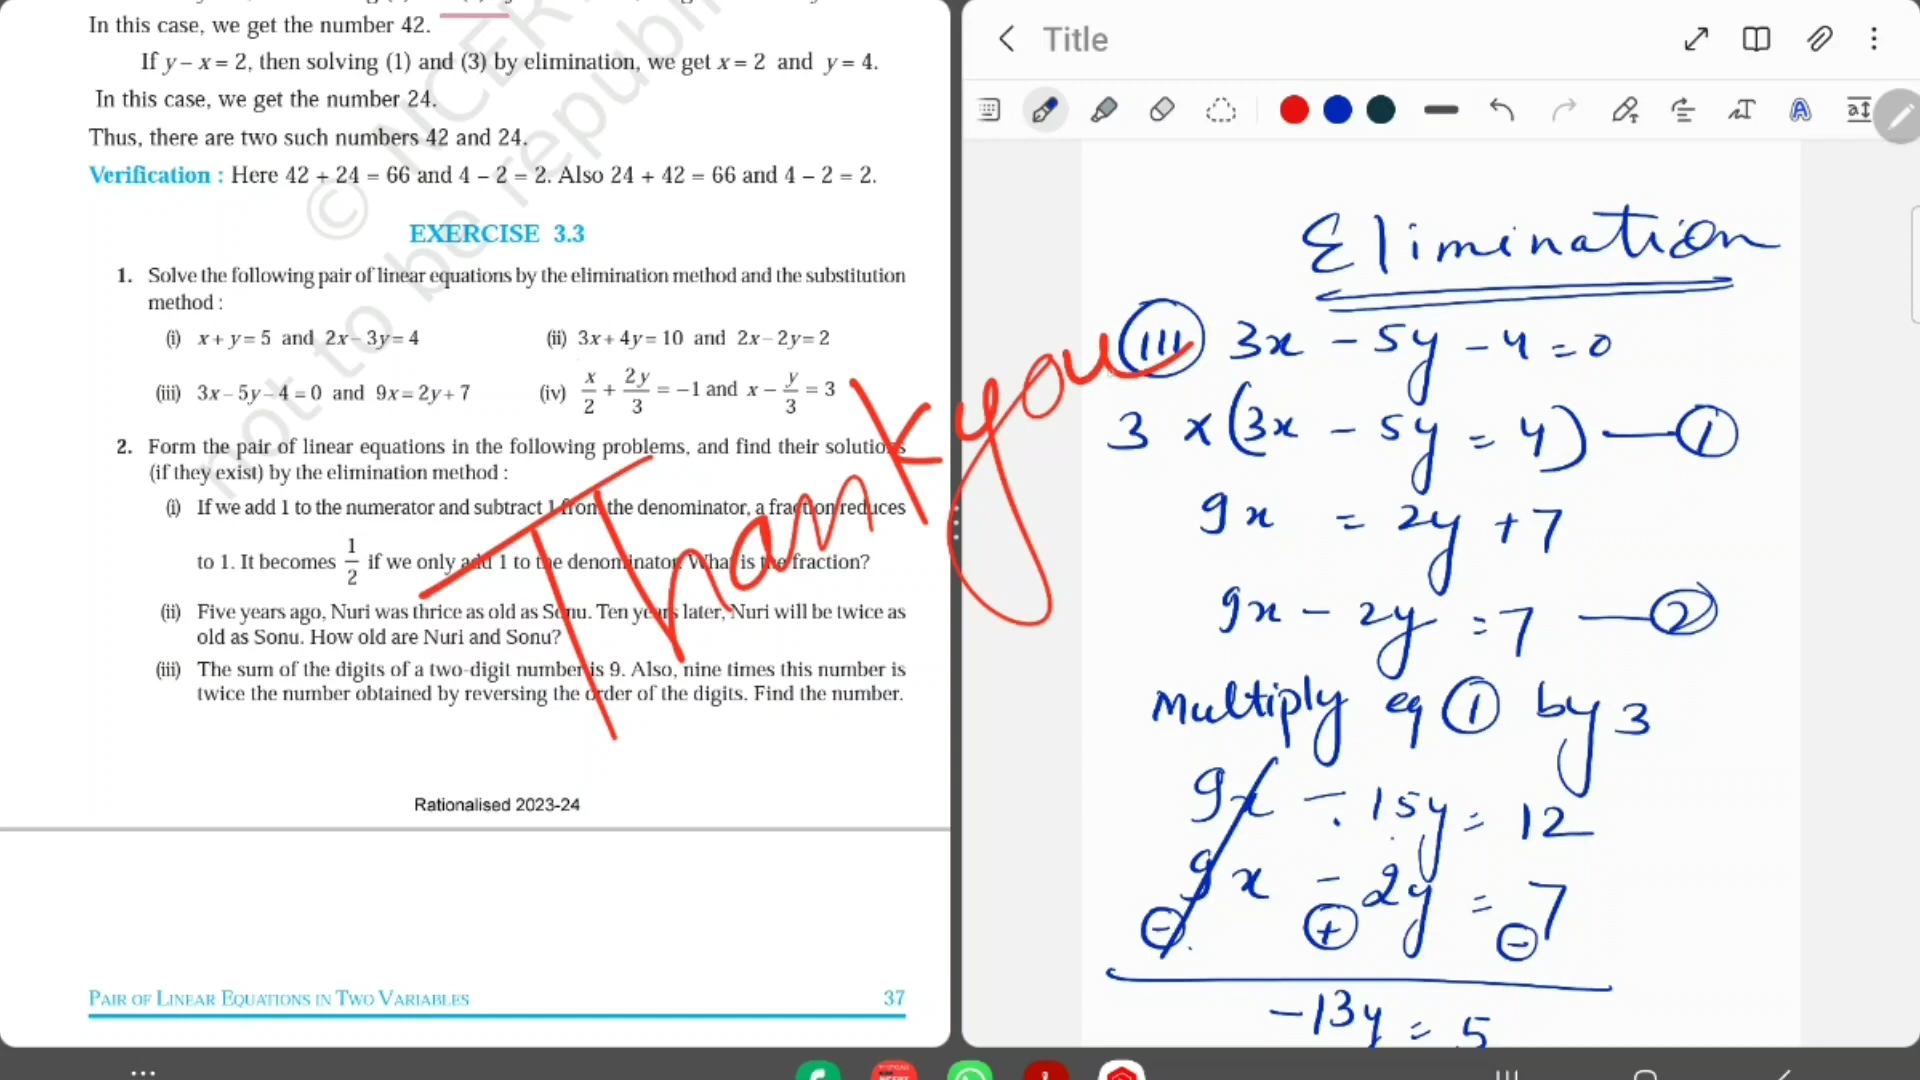 In this case, we get the number 42.
If y – x = 2, then solving (1) and (3) by elimination, we get x = 2 and y = 4.
In this case, we get the number 24.
Thus, there are two such numbers 42 and 24.
Verification : Here 42 + 24 = 66 and 4 – 2 = 2. Also 24 + 42 = 66 and 4 – 2 = 2.
© NCERT
not to be republi
EXERCISE 3.3
1. Solve the following pair of linear equations by the elimination method and the substitution
method :
(i) x + y = 5 and 2x – 3y = 4 (ii) 3x + 4y = 10 and 2x – 2y = 2
(iii) 3x – 5y – 4 = 0 and 9x = 2y + 7 (iv) x/2 + 2y/3 = –1 and x – y/3 = 3
2. Form the pair of linear equations in the following problems, and find their solutions
(if they exist) by the elimination method :
(i) If we add 1 to the numerator and subtract 1 from the denominator, a fraction reduces
to 1. It becomes 1/2 if we only add 1 to the denominator. What is the fraction?
(ii) Five years ago, Nuri was thrice as old as Sonu. Ten years later, Nuri will be twice as
old as Sonu. How old are Nuri and Sonu?
(iii) The sum of the digits of a two-digit number is 9. Also, nine times this number is
twice the number obtained by reversing the order of the digits. Find the number.
Rationalised 2023-24
PAIR OF LINEAR EQUATIONS IN TWO VARIABLES 37
Thank you
Title
Elimination
(III) 3x - 5y - 4 = 0
3 x (3x - 5y = 4) — (1)
9x = 2y + 7
9x - 2y = 7 — (2)
Multiply eq (1) by 3
9x - 15y = 12
9x - 2y = 7
(-) (+) (-)
-13y = 5